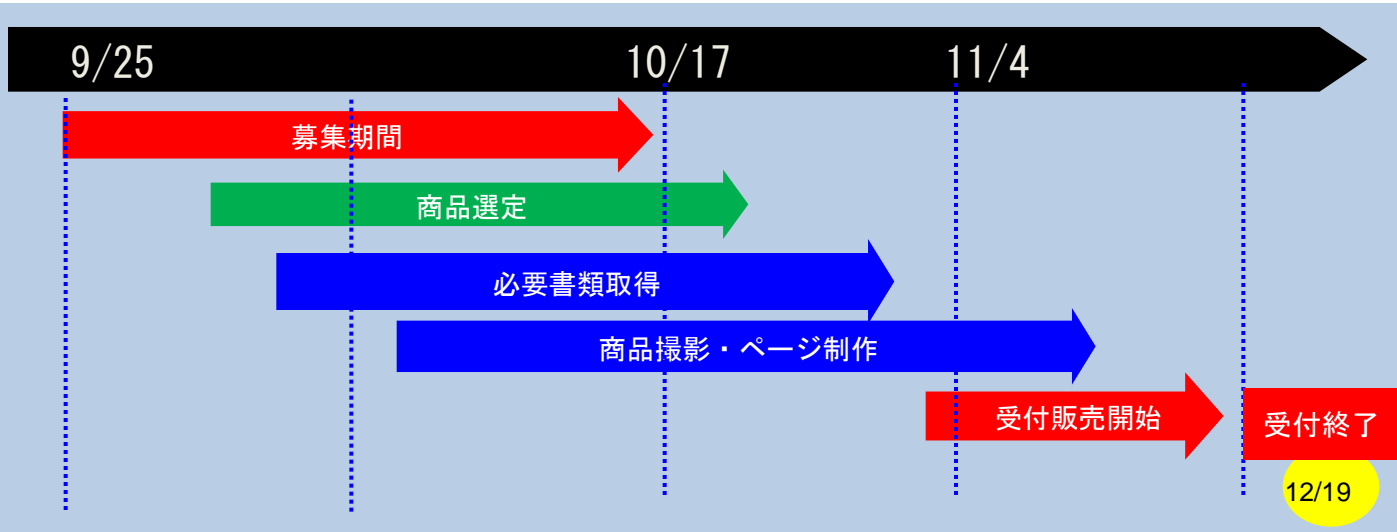 9/25
10/17
11/4
募集期間
商品選定
必要書類取得
商品撮影・ページ制作
受付販売開始
受付終了
12/19